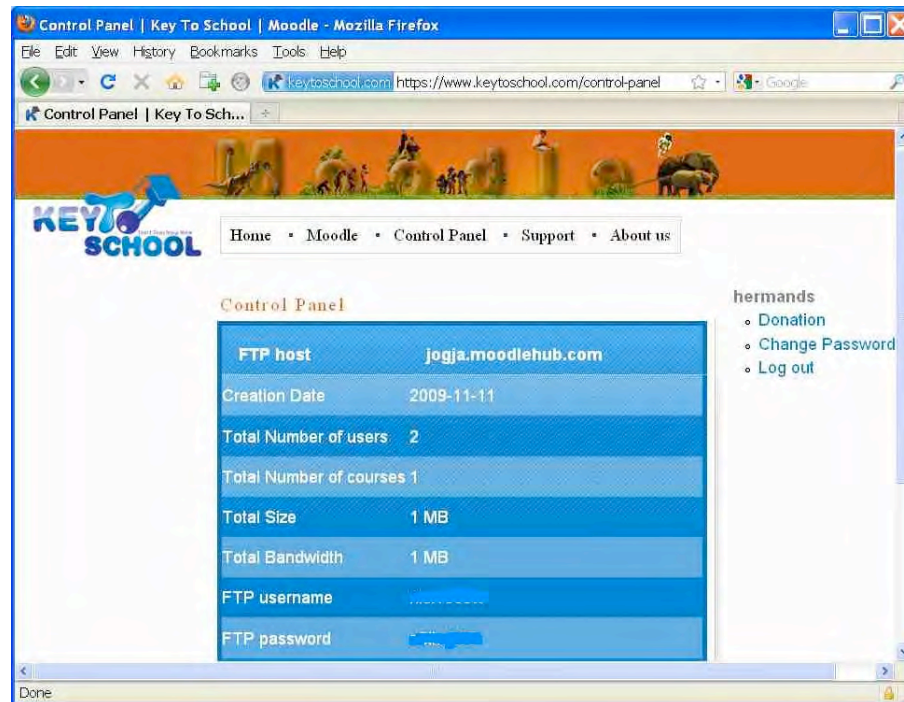 Control Panel | Key To School | Moodle - Mozilla Firefox
File Edit View History Bookmarks Tools Help
keytoschool.com https://www.keytoschool.com/control-panel Google
Control Panel | Key To Sch...
Moodle
KEY TO
SCHOOL
Home • Moodle • Control Panel • Support • About us
hermands
Donation
Change Password
Log out
Control Panel
FTP host jogja.moodlehub.com
Creation Date 2009-11-11
Total Number of users 2
Total Number of courses 1
Total Size 1 MB
Total Bandwidth 1 MB
FTP username
FTP password
Done